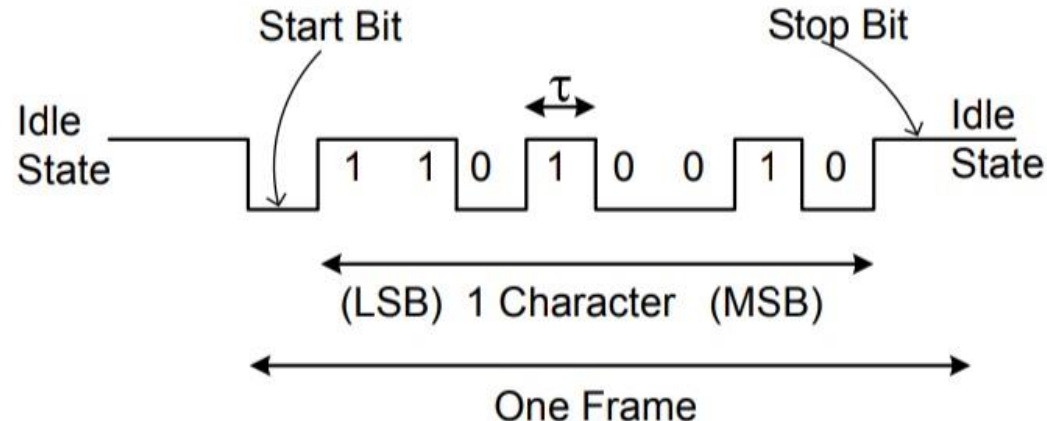 Start Bit
Stop Bit
τ
Idle
State
Idle
State
1 1 0 1 0 0 1 0
(LSB) 1 Character (MSB)
One Frame